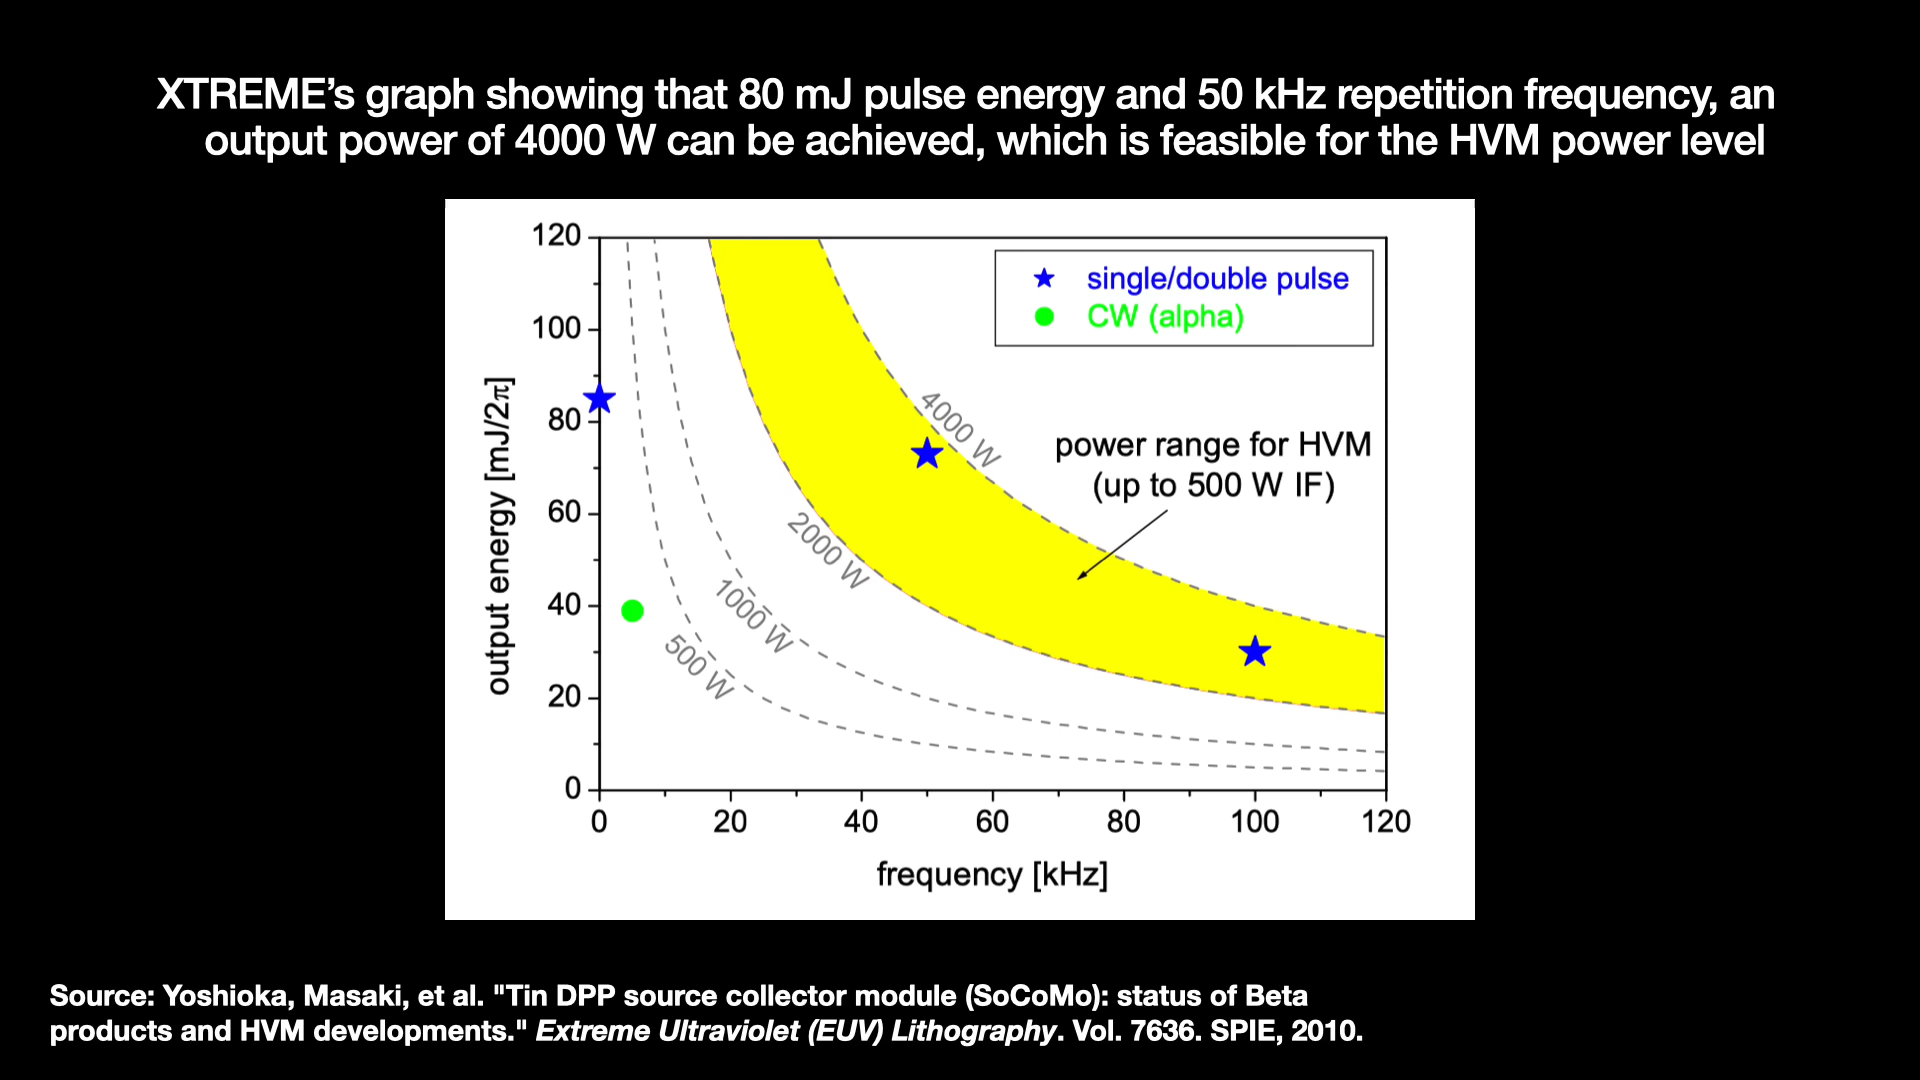 XTREME’s graph showing that 80 mJ pulse energy and 50 kHz repetition frequency, an
output power of 4000 W can be achieved, which is feasible for the HVM power level
120
100
80
60
40
20
0
0 20 40 60 80 100 120
output energy [mJ/2π]
frequency [kHz]
single/double pulse
CW (alpha)
4000 W
power range for HVM
(up to 500 W IF)
2000 W
1000 W
500 W
Source: Yoshioka, Masaki, et al. "Tin DPP source collector module (SoCoMo): status of Beta
products and HVM developments." Extreme Ultraviolet (EUV) Lithography. Vol. 7636. SPIE, 2010.